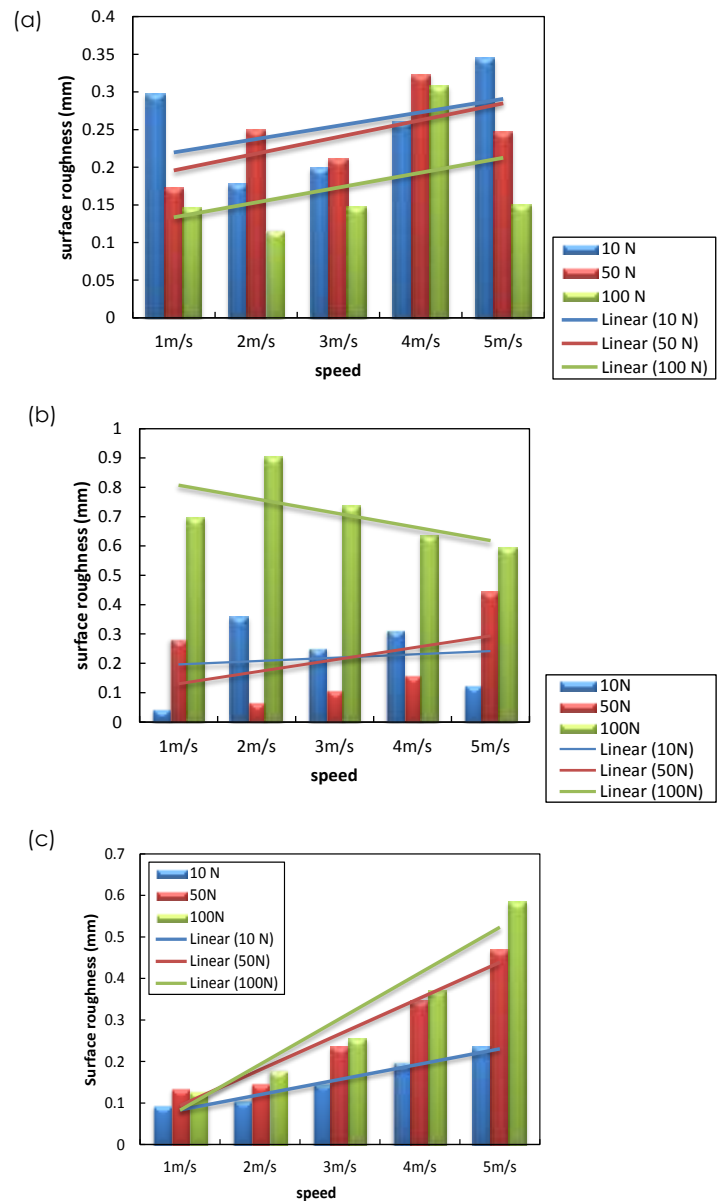 (a)
0.4
0.35
0.3
0.25
0.2
0.15
0.1
0.05
0
surface roughness (mm)
1m/s 2m/s 3m/s 4m/s 5m/s
speed
10 N
50 N
100 N
Linear (10 N)
Linear (50 N)
Linear (100 N)
(b)
1
0.9
0.8
0.7
0.6
0.5
0.4
0.3
0.2
0.1
0
surface roughness (mm)
1m/s 2m/s 3m/s 4m/s 5m/s
speed
10N
50N
100N
Linear (10N)
Linear (50N)
Linear (100N)
(c)
0.7
0.6
0.5
0.4
0.3
0.2
0.1
0
Surface roughness (mm)
10 N
50N
100N
Linear (10 N)
Linear (50N)
Linear (100N)
1m/s 2m/s 3m/s 4m/s 5m/s
speed